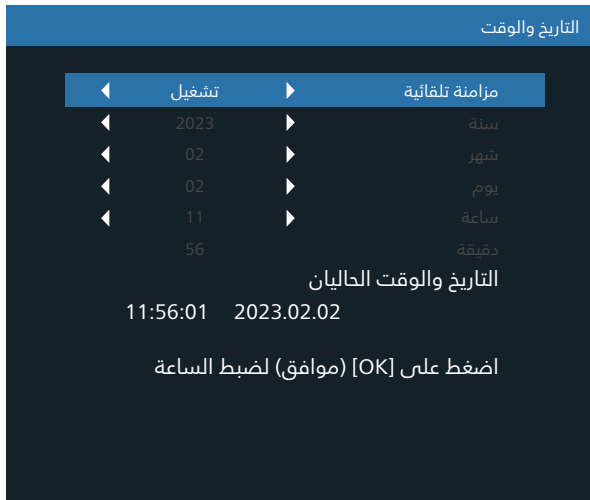 التاريخ والوقت
مزامنة تلقائية تشغيل
سنة 2023
شهر 02
يوم 02
ساعة 11
دقيقة 56
التاريخ والوقت الحاليان
2023.02.02 11:56:01
اضغط على [OK] (موافق) لضبط الساعة